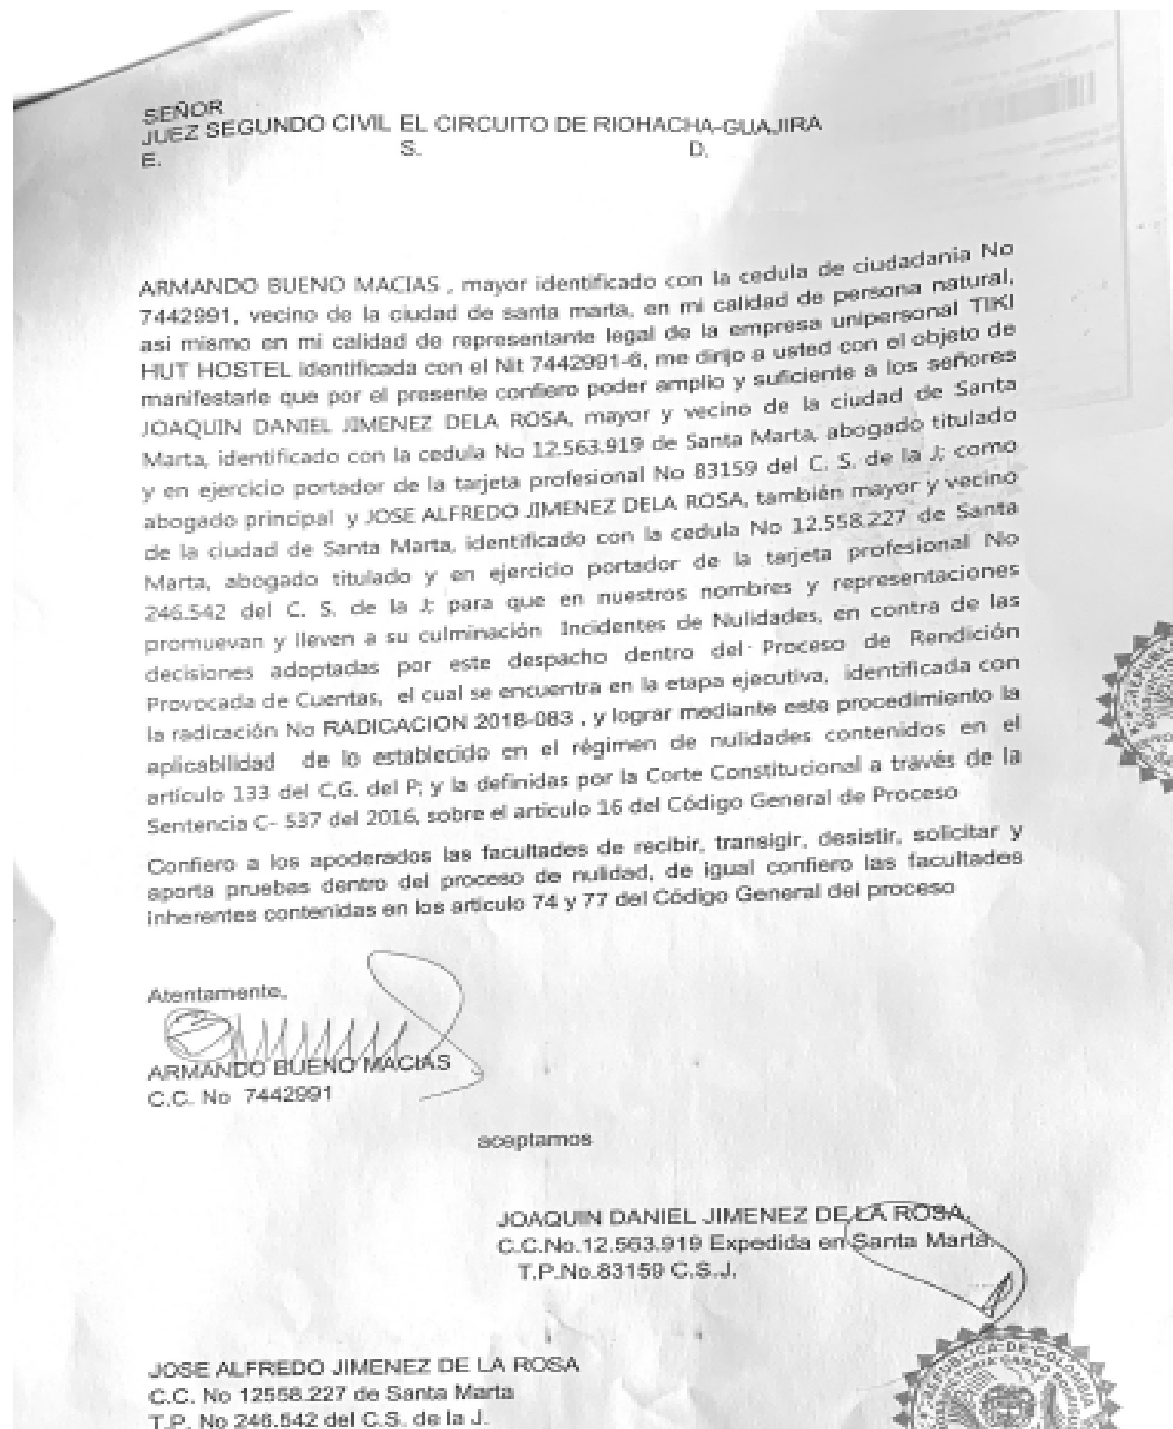 SEÑOR
JUEZ SEGUNDO CIVIL EL CIRCUITO DE RIOHACHA-GUAJIRA
E. S. D.
ARMANDO BUENO MACIAS , mayor identificado con la cedula de ciudadania No
7442991, vecino de la ciudad de santa marta, en mi calidad de persona natural,
asi mismo en mi calidad de representante legal de la empresa unipersonal TIKI
HUT HOSTEL identificada con el Nit 7442991-6, me dirijo a usted con el objeto de
manifestarle que por el presente confiero poder amplio y suficiente a los señores
JOAQUIN DANIEL JIMENEZ DELA ROSA, mayor y vecino de la ciudad de Santa
Marta, identificado con la cedula No 12.563.919 de Santa Marta, abogado titulado
y en ejercicio portador de la tarjeta profesional No 83159 del C. S. de la J; como
abogado principal y JOSE ALFREDO JIMENEZ DELA ROSA, también mayor y vecino
de la ciudad de Santa Marta, identificado con la cedula No 12.558.227 de Santa
Marta, abogado titulado y en ejercicio portador de la tarjeta profesional No
246.542 del C. S. de la J; para que en nuestros nombres y representaciones
promuevan y lleven a su culminación Incidentes de Nulidades, en contra de las
decisiones adoptadas por este despacho dentro del Proceso de Rendición
Provocada de Cuentas, el cual se encuentra en la etapa ejecutiva, identificada con
la radicación No RADICACION 2018-083 , y lograr mediante este procedimiento la
aplicabilidad de lo establecido en el régimen de nulidades contenidos en el
artículo 133 del C.G. del P; y la definidas por la Corte Constitucional a través de la
Sentencia C- 537 del 2016, sobre el articulo 16 del Código General de Proceso
Confiero a los apoderados las facultades de recibir, transigir, desistir, solicitar y
aporta pruebas dentro del proceso de nulidad, de igual confiero las facultades
inherentes contenidas en los articulo 74 y 77 del Código General del proceso
Atentamente,
ARMANDO BUENO MACIAS
C.C. No 7442991
aceptamos
JOAQUIN DANIEL JIMENEZ DE LA ROSA.
C.C.No.12.563.919 Expedida en Santa Marta.
T.P.No.83159 C.S.J.
JOSE ALFREDO JIMENEZ DE LA ROSA
C.C. No 12558.227 de Santa Marta
T.P. No 246.542 del C.S. de la J.
REPUBLICA DE COLOMBIA